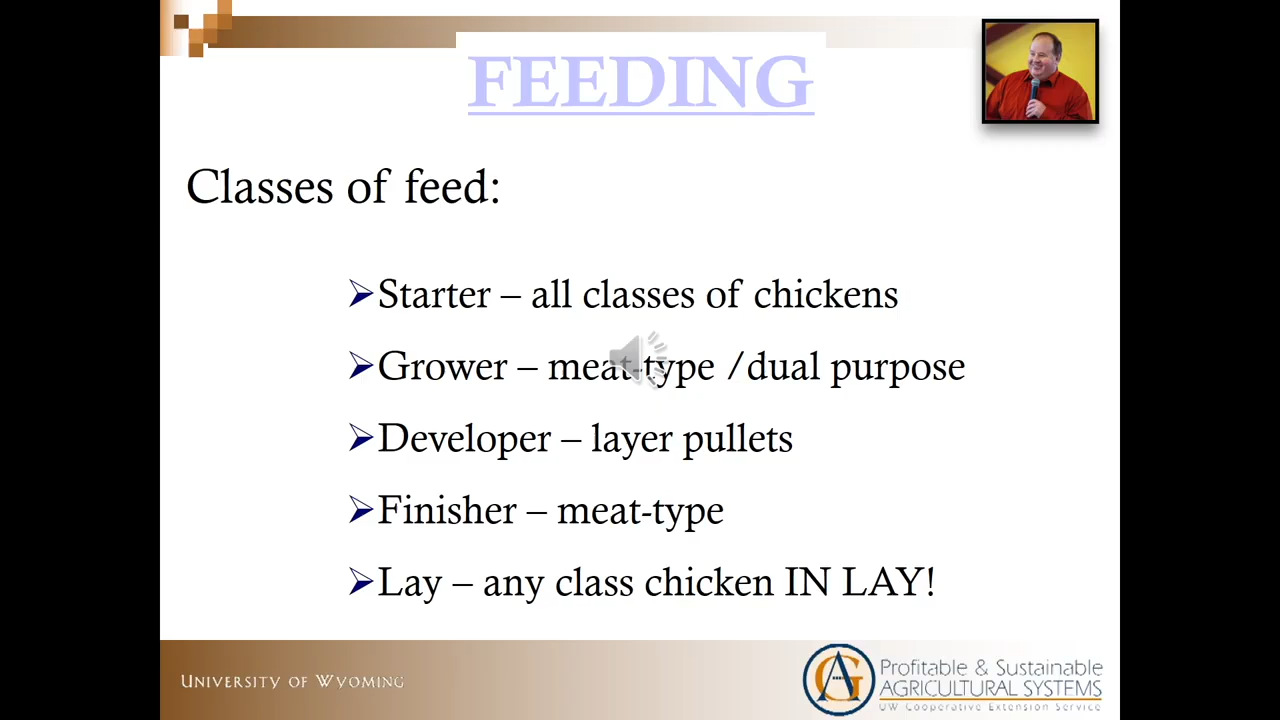 FEEDING
Classes of feed:
➢Starter – all classes of chickens
➢Grower – meat-type /dual purpose
➢Developer – layer pullets
➢Finisher – meat-type
➢Lay – any class chicken IN LAY!
UNIVERSITY OF WYOMING
AG
Profitable & Sustainable
AGRICULTURAL SYSTEMS
UW Cooperative Extension Service